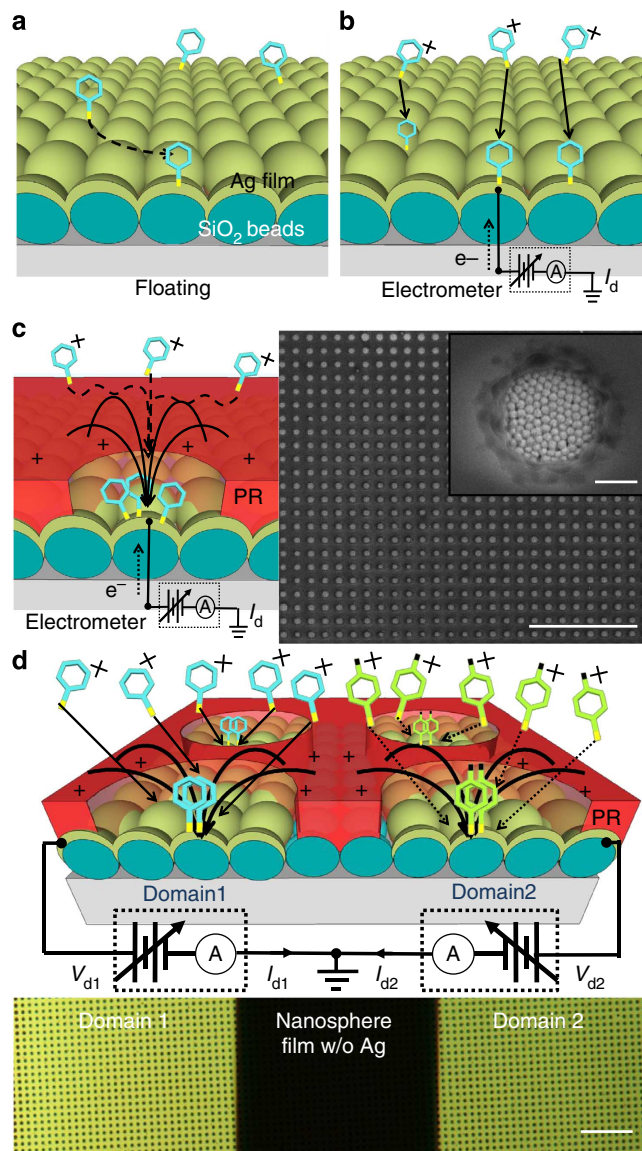 a
Ag film
SiO2 beads
Floating
b
e–
Electrometer
A
Id
c
+
+
+
+
PR
e–
Electrometer
A
Id
d
+ + + +
PR
Domain1
Domain2
A
A
Vd1
Id1
Id2
Vd2
Domain 1
Nanosphere
film w/o Ag
Domain 2